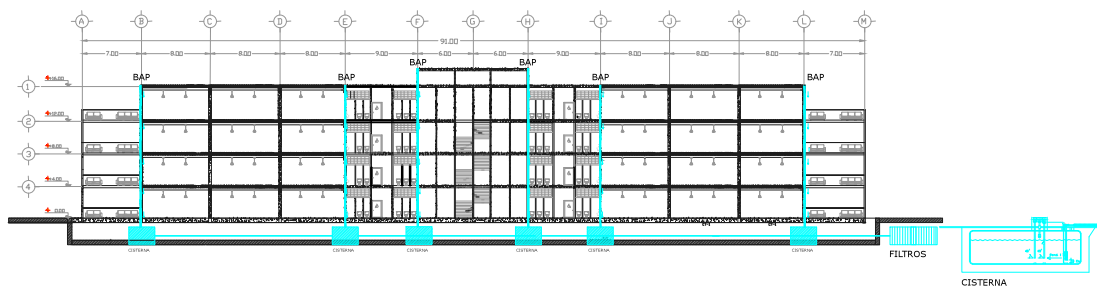 A B C D E F G H I J K L M
91.00
7.00 8.00 8.00 8.00 9.00 6.00 6.00 9.00 8.00 8.00 8.00 7.00
BAP BAP BAP BAP BAP BAP
1
2 12.00
3 8.00
4 4.00
0.00
CISTERNA CISTERNA CISTERNA CISTERNA CISTERNA CISTERNA
FILTROS
CISTERNA